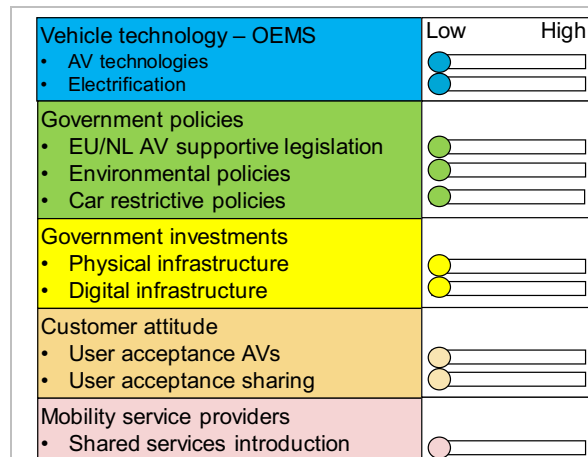 Vehicle technology – OEMS
Low High
• AV technologies
• Electrification
Government policies
• EU/NL AV supportive legislation
• Environmental policies
• Car restrictive policies
Government investments
• Physical infrastructure
• Digital infrastructure
Customer attitude
• User acceptance AVs
• User acceptance sharing
Mobility service providers
• Shared services introduction